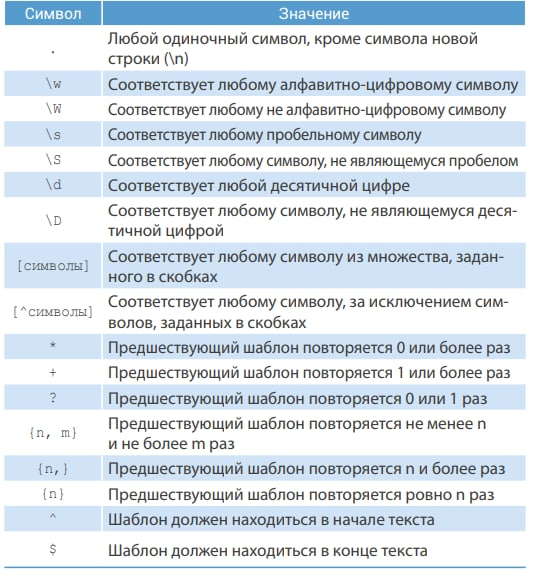 Символ Значение
. Любой одиночный символ, кроме символа новой
строки (\n)
\w Соответствует любому алфавитно-цифровому символу
\W Соответствует любому не алфавитно-цифровому символу
\s Соответствует любому пробельному символу
\S Соответствует любому символу, не являющемуся пробелом
\d Соответствует любой десятичной цифре
\D Соответствует любому символу, не являющемуся деся-
тичной цифрой
[символы] Соответствует любому символу из множества, задан-
ного в скобках
[^символы] Соответствует любому символу, за исключением сим-
волов, заданных в скобках
* Предшествующий шаблон повторяется 0 или более раз
+ Предшествующий шаблон повторяется 1 или более раз
? Предшествующий шаблон повторяется 0 или 1 раз
{n, m} Предшествующий шаблон повторяется не менее n
и не более m раз
{n,} Предшествующий шаблон повторяется n и более раз
{n} Предшествующий шаблон повторяется ровно n раз
^ Шаблон должен находиться в начале текста
$ Шаблон должен находиться в конце текста